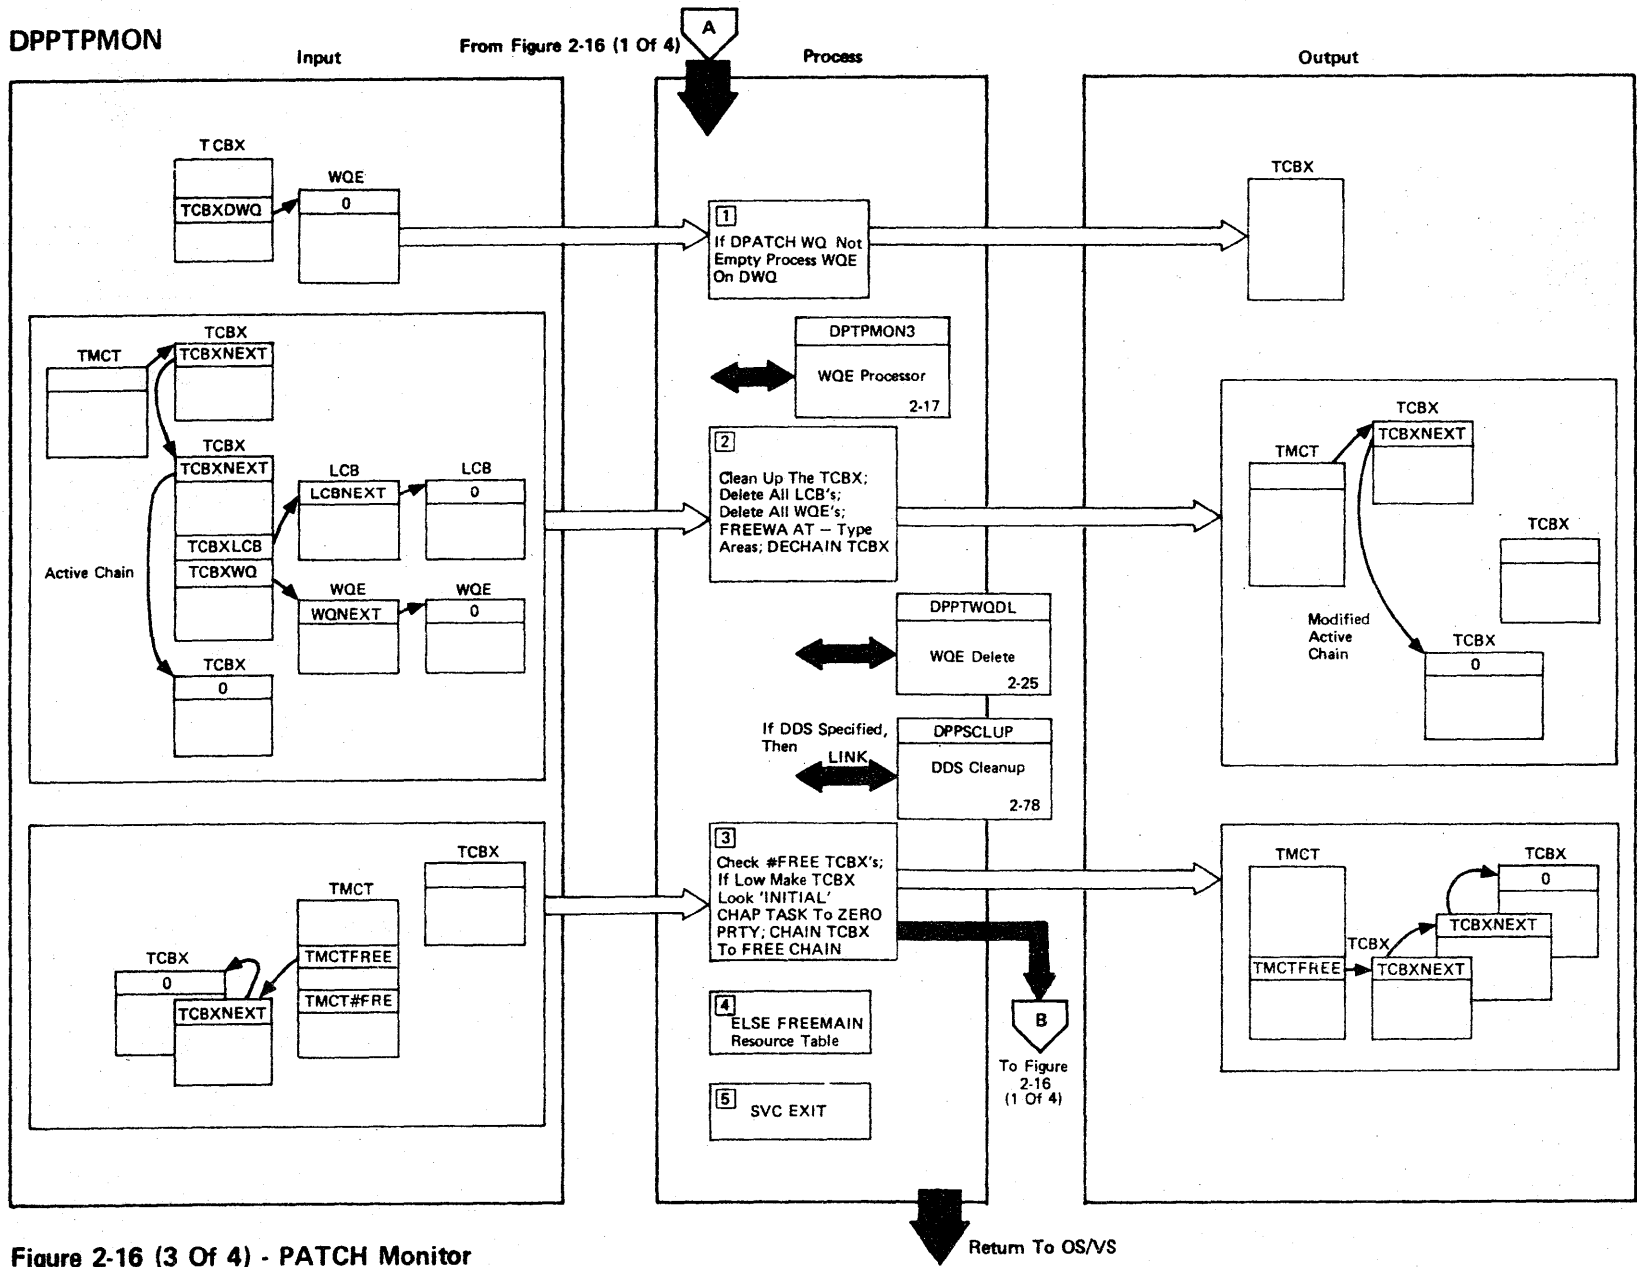 DPPTPMON
From Figure 2-16 (1 Of 4)
A
Input
Process
Output
TCBX
TCBXDWQ
WQE
0
1
If DPATCH WQ Not
Empty Process WQE
On DWQ
TCBX
DPTPMON3
WQE Processor
2-17
TMCT
TCBX
TCBXNEXT
TCBX
TCBXNEXT
TCBXLCB
TCBXWQ
LCB
LCBNEXT
LCB
0
WQE
WQNEXT
WQE
0
Active Chain
TCBX
0
2
Clean Up The TCBX;
Delete All LCB's;
Delete All WQE's;
FREEWA AT – Type
Areas; DECHAIN TCBX
DPPTWQDL
WQE Delete
2-25
If DDS Specified,
Then
LINK
DPPSCLUP
DDS Cleanup
2-78
TMCT
TCBX
TCBXNEXT
TCBX
Modified
Active
Chain
TCBX
0
TCBX
TMCT
TMCTFREE
TMCT#FRE
TCBX
0
TCBXNEXT
3
Check #FREE TCBX's;
If Low Make TCBX
Look 'INITIAL'
CHAP TASK To ZERO
PRTY; CHAIN TCBX
To FREE CHAIN
4
ELSE FREEMAIN
Resource Table
5
SVC EXIT
B
To Figure
2-16
(1 Of 4)
TMCT
TMCTFREE
TCBX
TCBXNEXT
TCBXNEXT
TCBX
0
Return To OS/VS
Figure 2-16 (3 Of 4) - PATCH Monitor